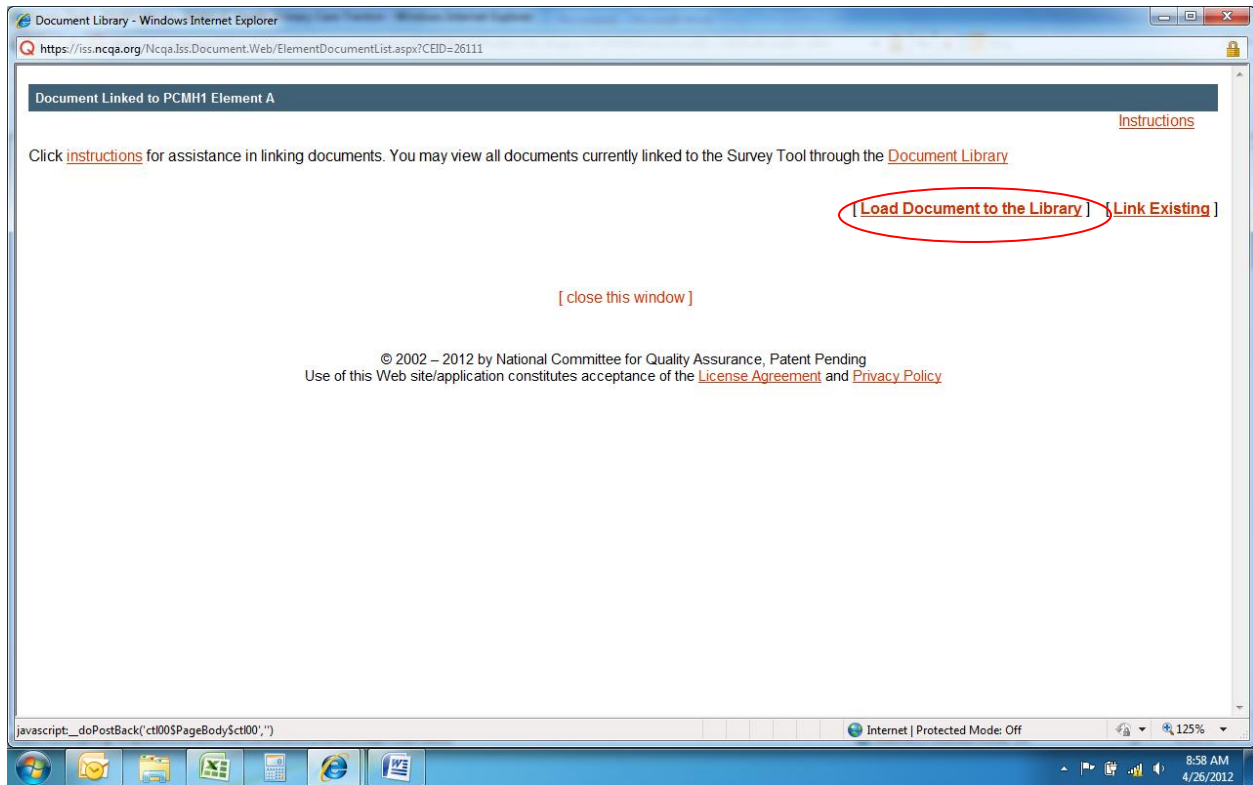 Document Library - Windows Internet Explorer
https://iss.ncqa.org/Ncqa.Iss.Document.Web/ElementDocumentList.aspx?CEID=26111
Document Linked to PCMH1 Element A
Instructions
Click instructions for assistance in linking documents. You may view all documents currently linked to the Survey Tool through the Document Library
[ Load Document to the Library ] [ Link Existing ]
[ close this window ]
© 2002 – 2012 by National Committee for Quality Assurance, Patent Pending
Use of this Web site/application constitutes acceptance of the License Agreement and Privacy Policy
javascript:__doPostBack('ctl00$PageBody$ctl00','') Internet | Protected Mode: Off 125%
8:58 AM
4/26/2012